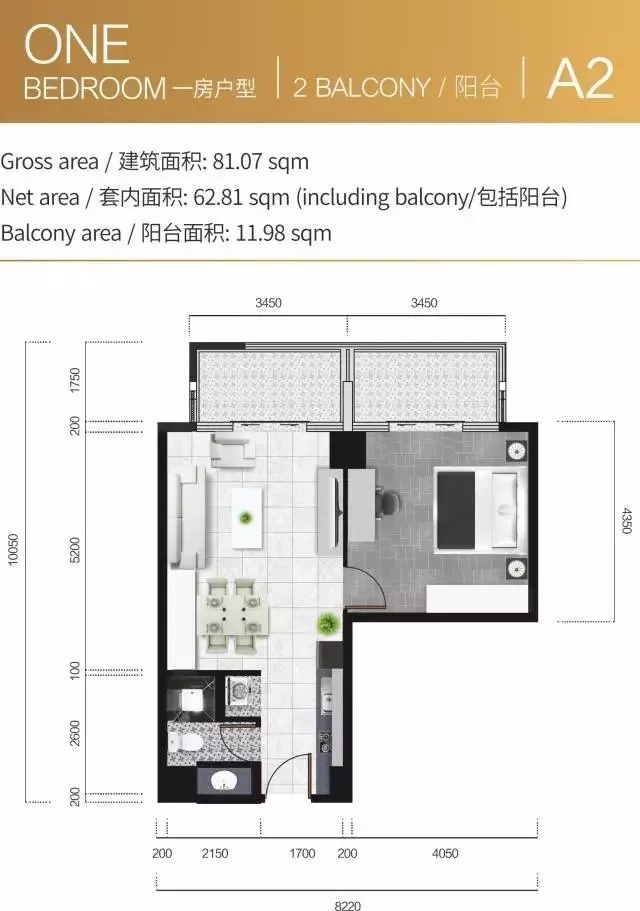 ONE
BEDROOM 一房户型 | 2 BALCONY / 阳台 | A2
Gross area / 建筑面积: 81.07 sqm
Net area / 套内面积: 62.81 sqm (including balcony/包括阳台)
Balcony area / 阳台面积: 11.98 sqm
3450 3450
1750
200
10050
5200
4350
100
2600
200
200 2150 1700 200 4050
8220